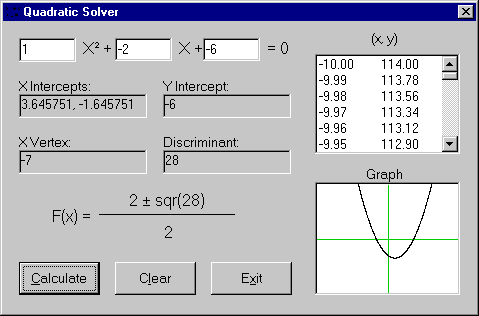 Quadratic Solver
1 X² + -2 X + -6 = 0
X Intercepts: Y Intercept:
3.645751, -1.645751 -6
X Vertex: Discriminant:
-7 28
F(x) = 2 ± sqr(28)
2
Calculate Clear Exit
(x, y)
-10.00 114.00
-9.99 113.78
-9.98 113.56
-9.97 113.34
-9.96 113.12
-9.95 112.90
Graph